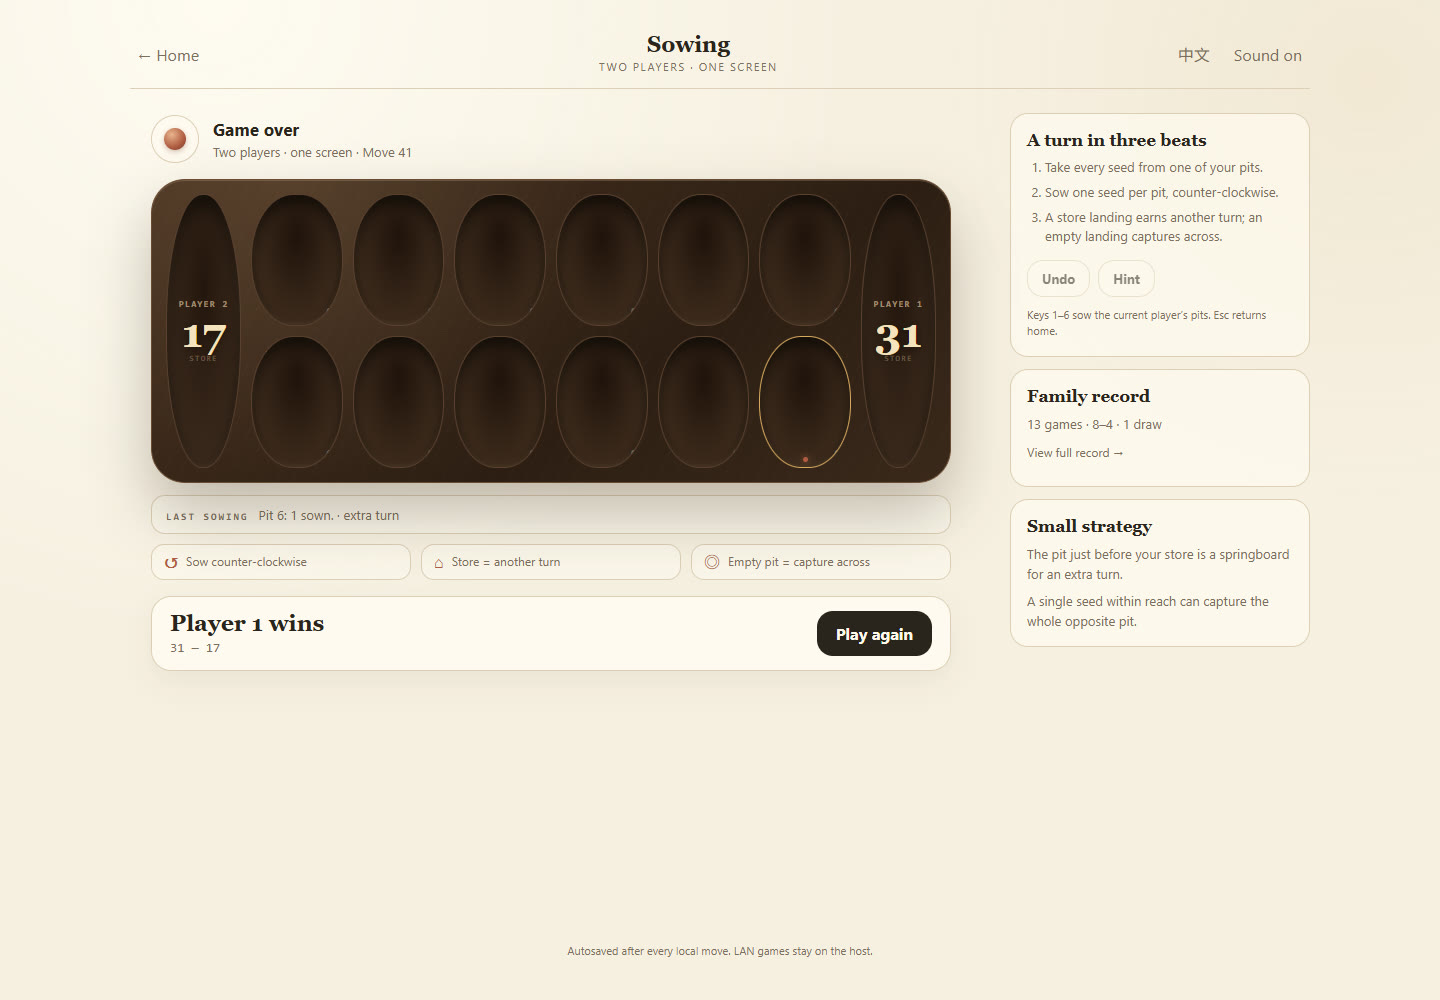 ← Home
Sowing
TWO PLAYERS · ONE SCREEN
中文
Sound on
Game over
Two players · one screen · Move 41
PLAYER 2
17
STORE
PLAYER 1
31
STORE
LAST SOWING Pit 6: 1 sown. · extra turn
↺ Sow counter-clockwise
⌂ Store = another turn
◎ Empty pit = capture across
Player 1 wins
31 — 17
Play again
A turn in three beats
1. Take every seed from one of your pits.
2. Sow one seed per pit, counter-clockwise.
3. A store landing earns another turn; an
empty landing captures across.
Undo
Hint
Keys 1–6 sow the current player's pits. Esc returns
home.
Family record
13 games · 8–4 · 1 draw
View full record →
Small strategy
The pit just before your store is a springboard
for an extra turn.
A single seed within reach can capture the
whole opposite pit.
Autosaved after every local move. LAN games stay on the host.